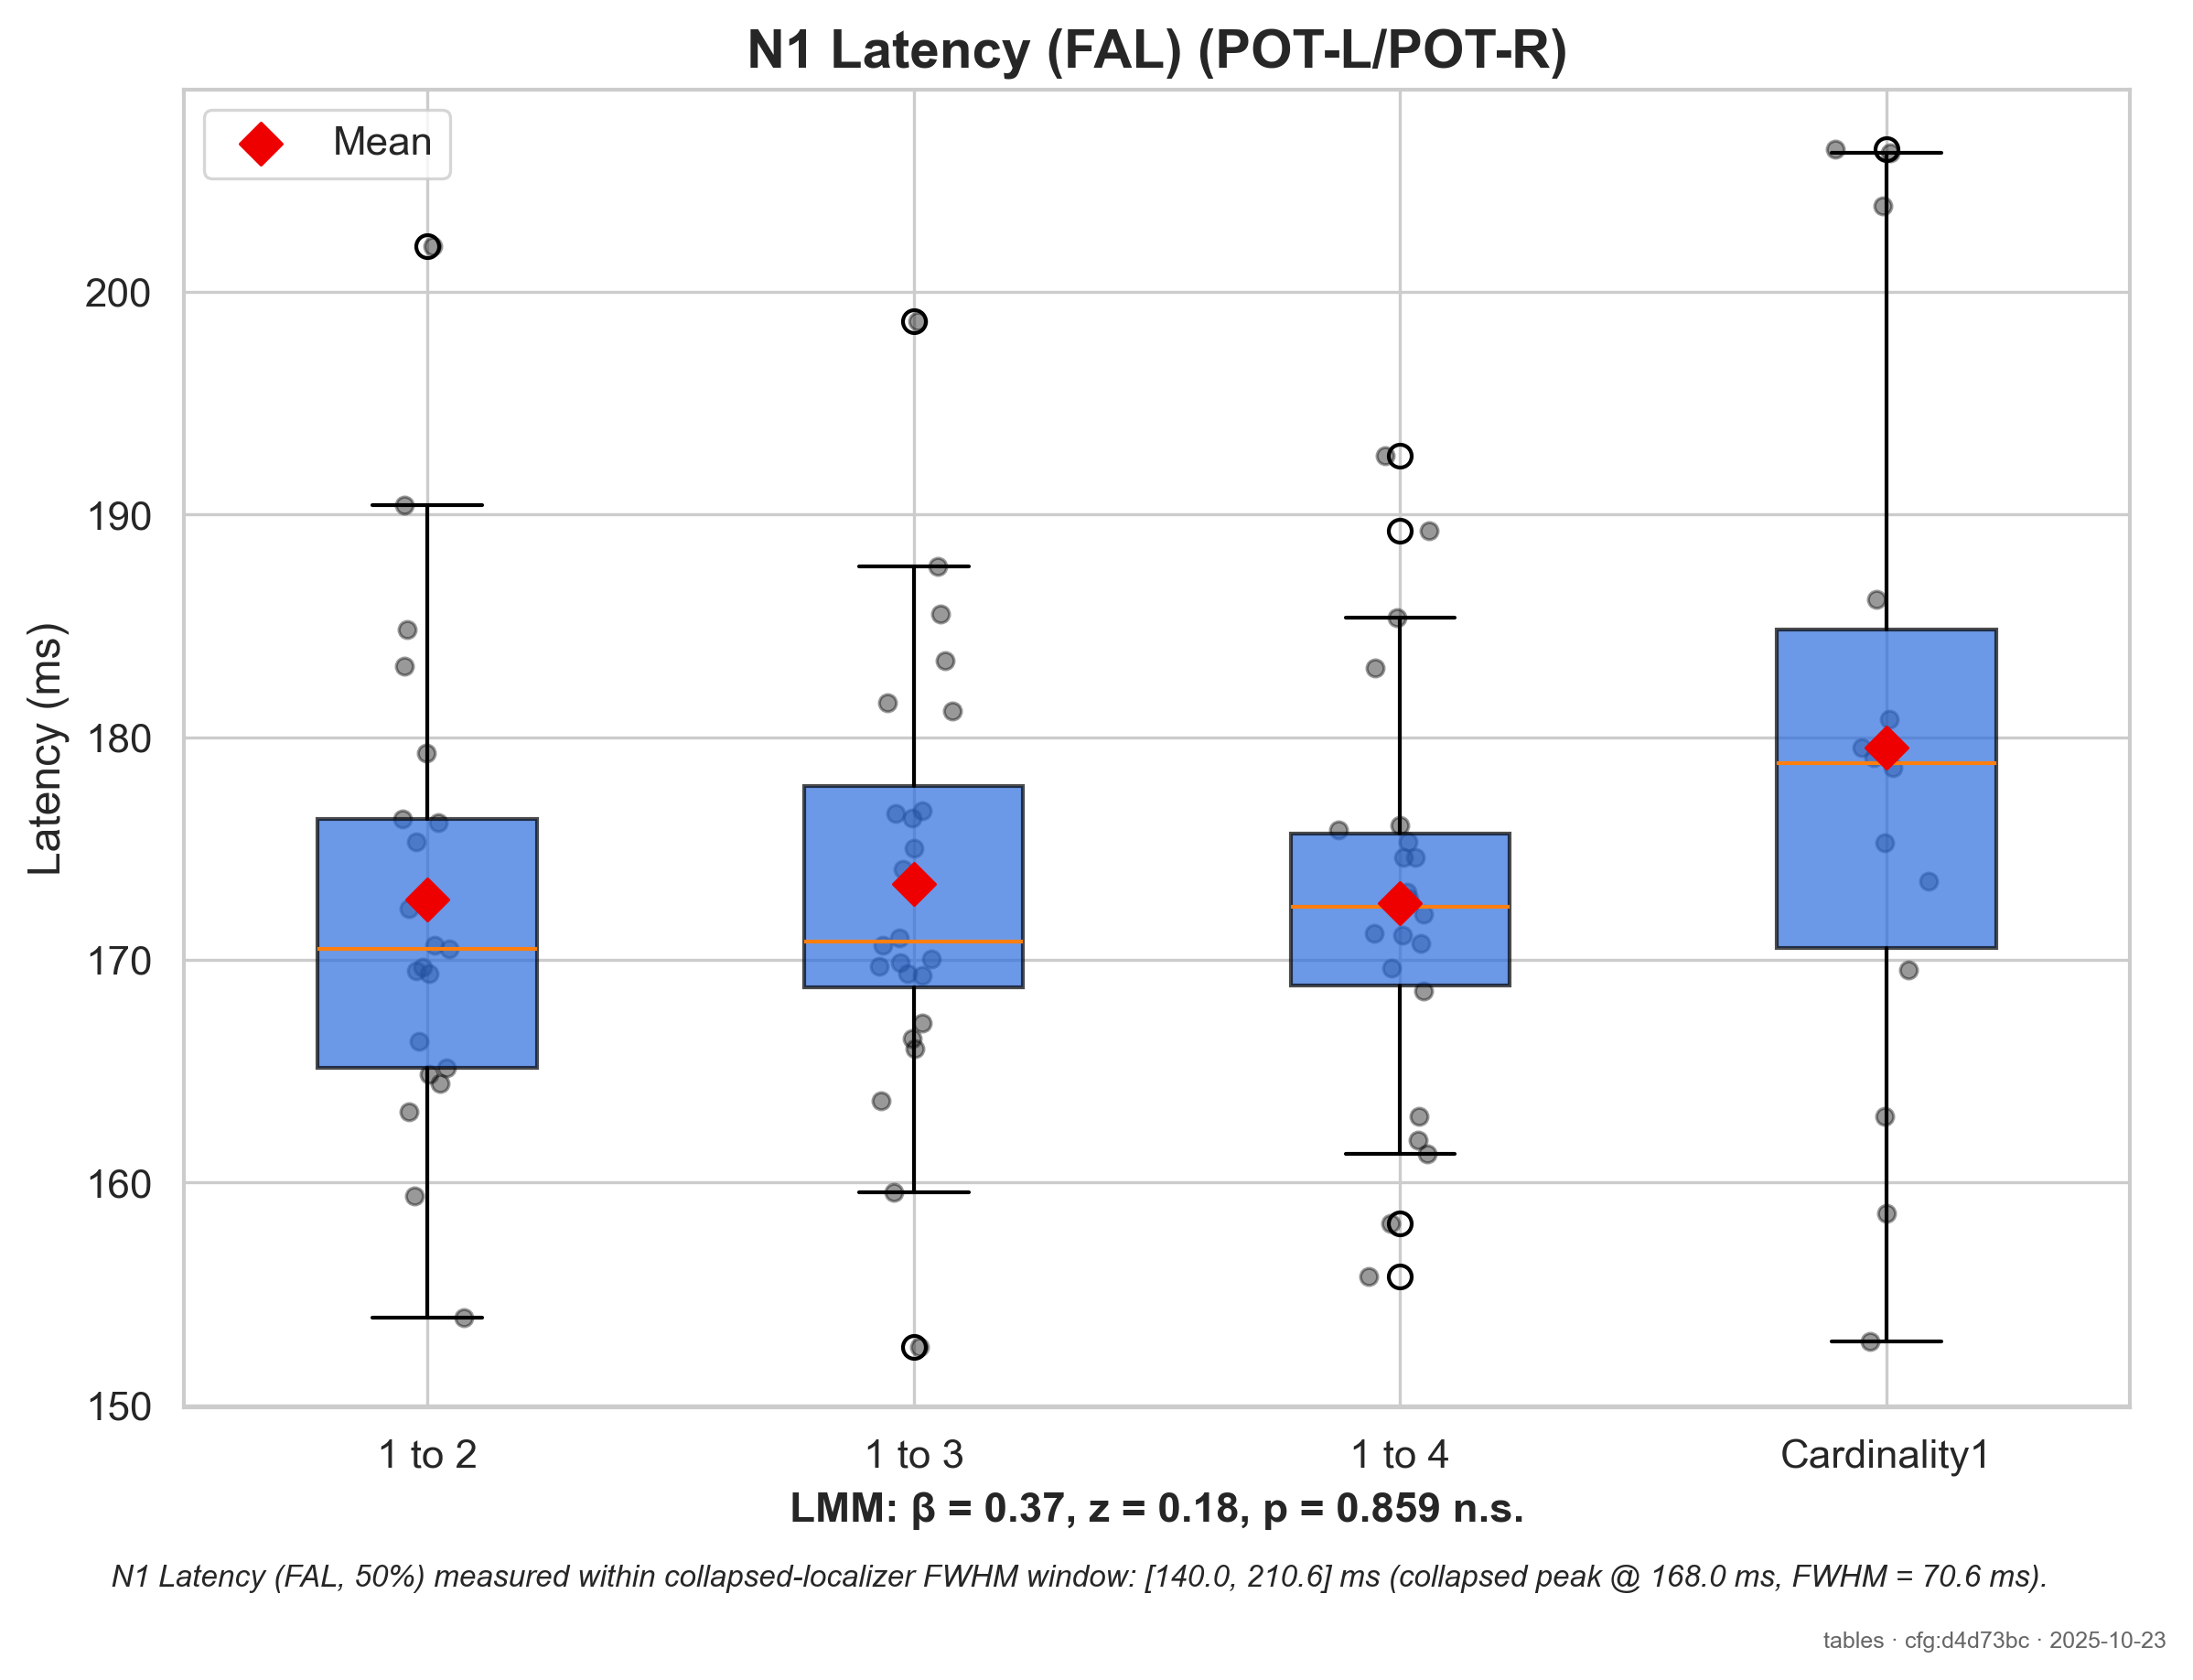 N1 Latency (FAL) (POT-L/POT-R)
Mean
Latency (ms)
200
190
180
170
160
150
1 to 2
1 to 3
1 to 4
Cardinality1
LMM: β = 0.37, z = 0.18, p = 0.859 n.s.
N1 Latency (FAL, 50%) measured within collapsed-localizer FWHM window: [140.0, 210.6] ms (collapsed peak @ 168.0 ms, FWHM = 70.6 ms).
tables · cfg:d4d73bc · 2025-10-23